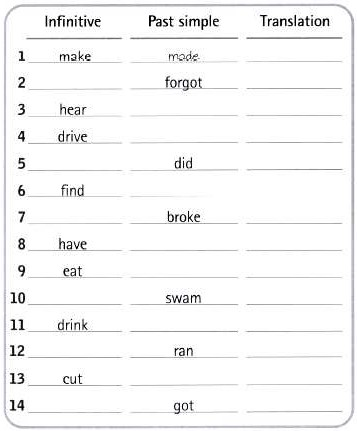 Infinitive Past simple Translation
1 make made
2 forgot
3 hear
4 drive
5 did
6 find
7 broke
8 have
9 eat
10 swam
11 drink
12 ran
13 cut
14 got